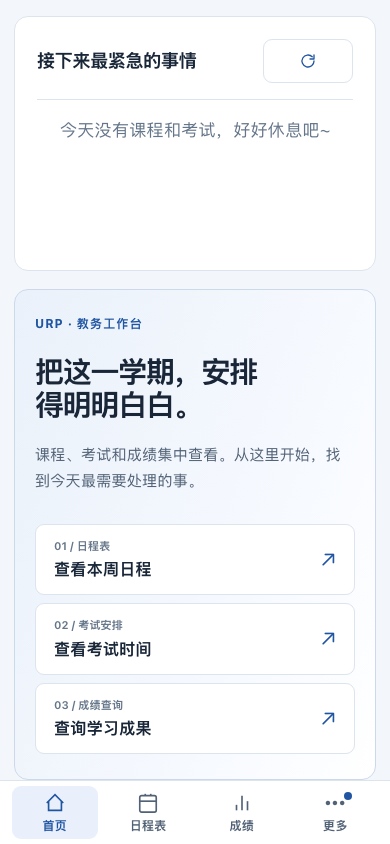 接下来最紧急的事情
今天没有课程和考试，好好休息吧~
URP · 教务工作台
把这一学期，安排
得明明白白。
课程、考试和成绩集中查看。从这里开始，找
到今天最需要处理的事。
01 / 日程表
查看本周日程
02 / 考试安排
查看考试时间
03 / 成绩查询
查询学习成果
首页
日程表
成绩
更多